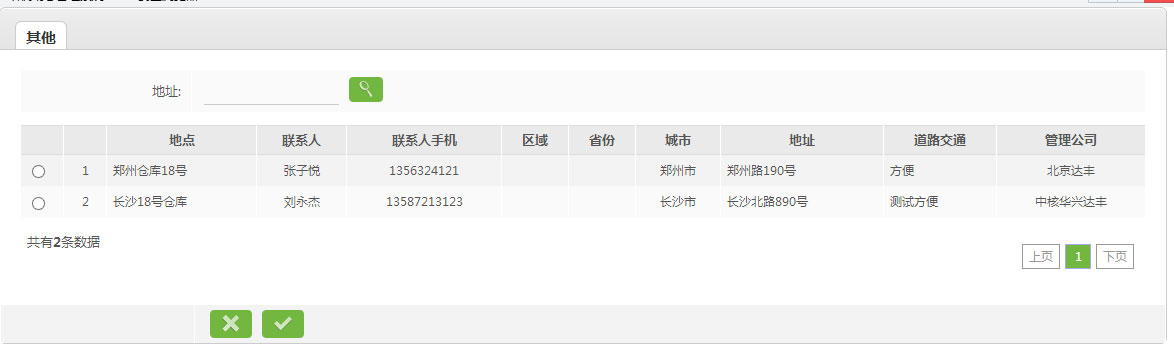 其他
地址:
地点 联系人 联系人手机 区域 省份 城市 地址 道路交通 管理公司
1 郑州仓库18号 张子悦 1356324121 郑州市 郑州路190号 方便 北京达丰
2 长沙18号仓库 刘永杰 13587213123 长沙市 长沙北路890号 测试方便 中核华兴达丰
共有2条数据
上页 1 下页